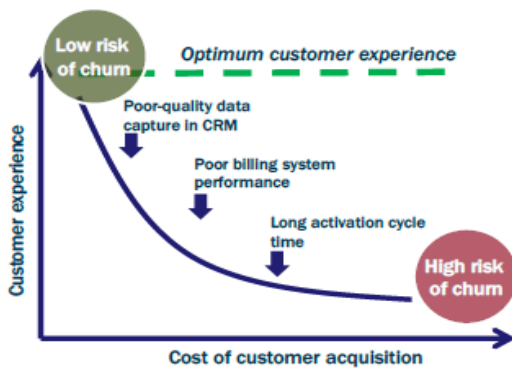 Low risk
of churn
Optimum customer experience
Poor-quality data
capture in CRM
Poor billing system
performance
Long activation cycle
time
High risk
of churn
Customer experience
Cost of customer acquisition